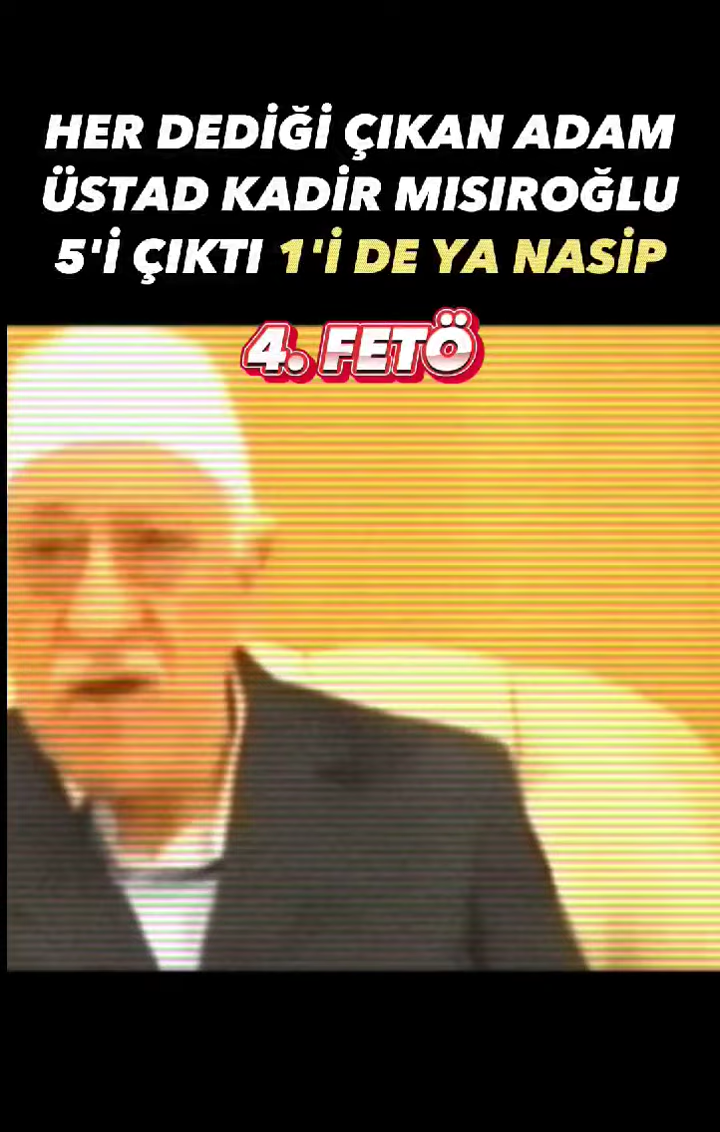 HER DEDİĞİ ÇIKAN ADAM
ÜSTAD KADİR MISIROĞLU
5'İ ÇIKTI 1'İ DE YA NASİP
4. FETÖ